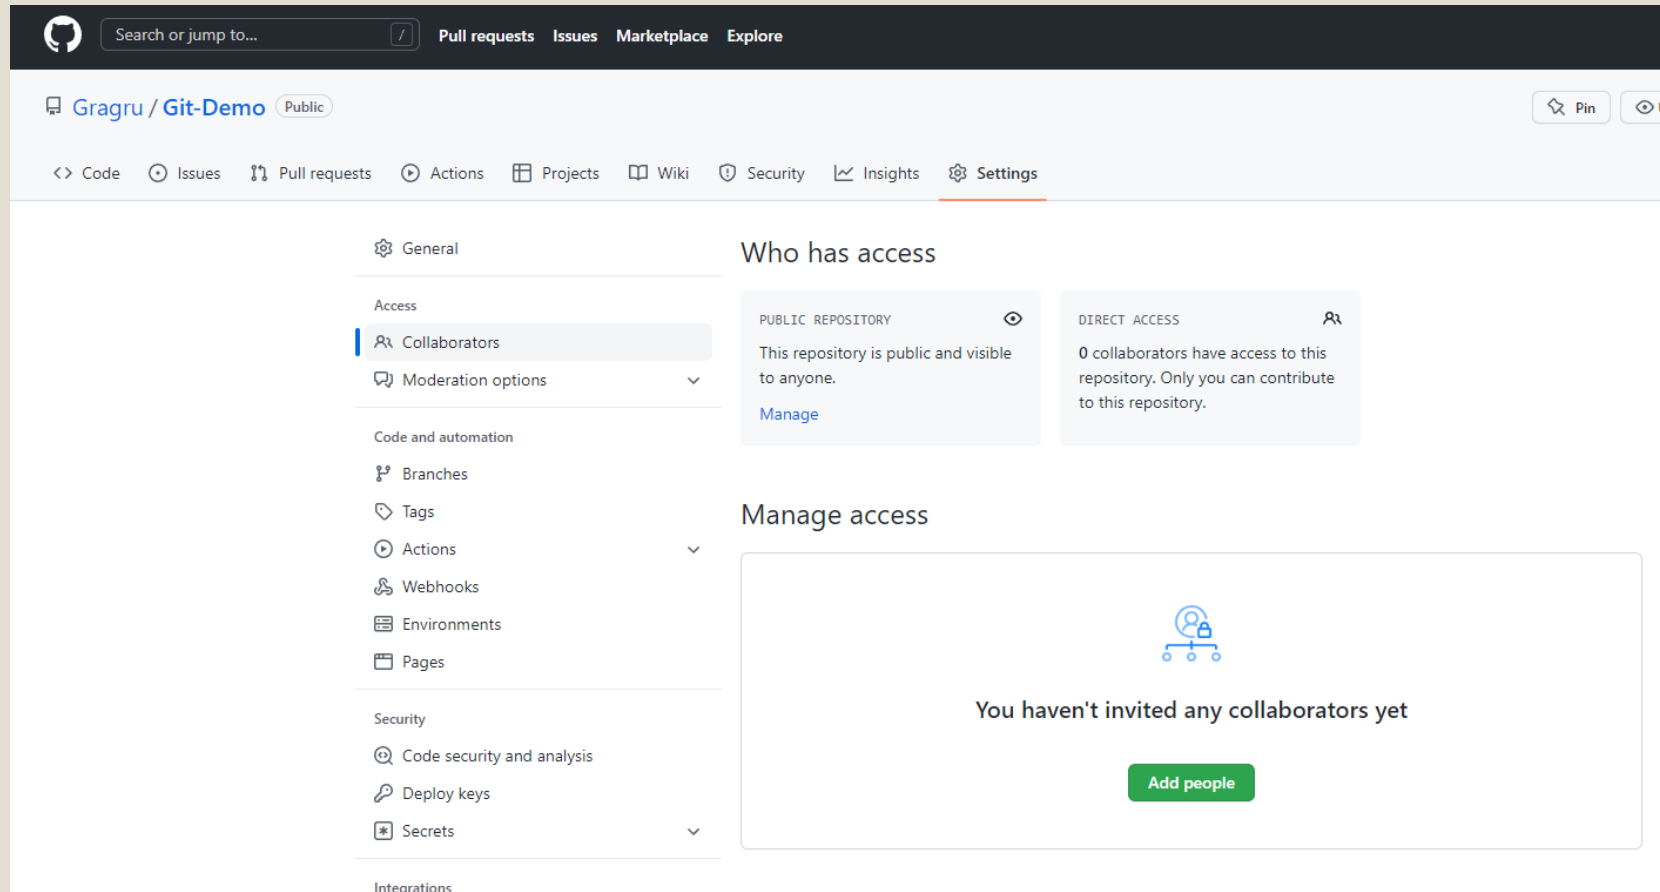 Search or jump to... /
Pull requests Issues Marketplace Explore
Gragru / Git-Demo Public
Pin
Code Issues Pull requests Actions Projects Wiki Security Insights Settings
General
Access
Collaborators
Moderation options
Code and automation
Branches
Tags
Actions
Webhooks
Environments
Pages
Security
Code security and analysis
Deploy keys
Secrets
Integrations
Who has access
PUBLIC REPOSITORY
This repository is public and visible
to anyone.
Manage
DIRECT ACCESS
0 collaborators have access to this
repository. Only you can contribute
to this repository.
Manage access
You haven't invited any collaborators yet
Add people